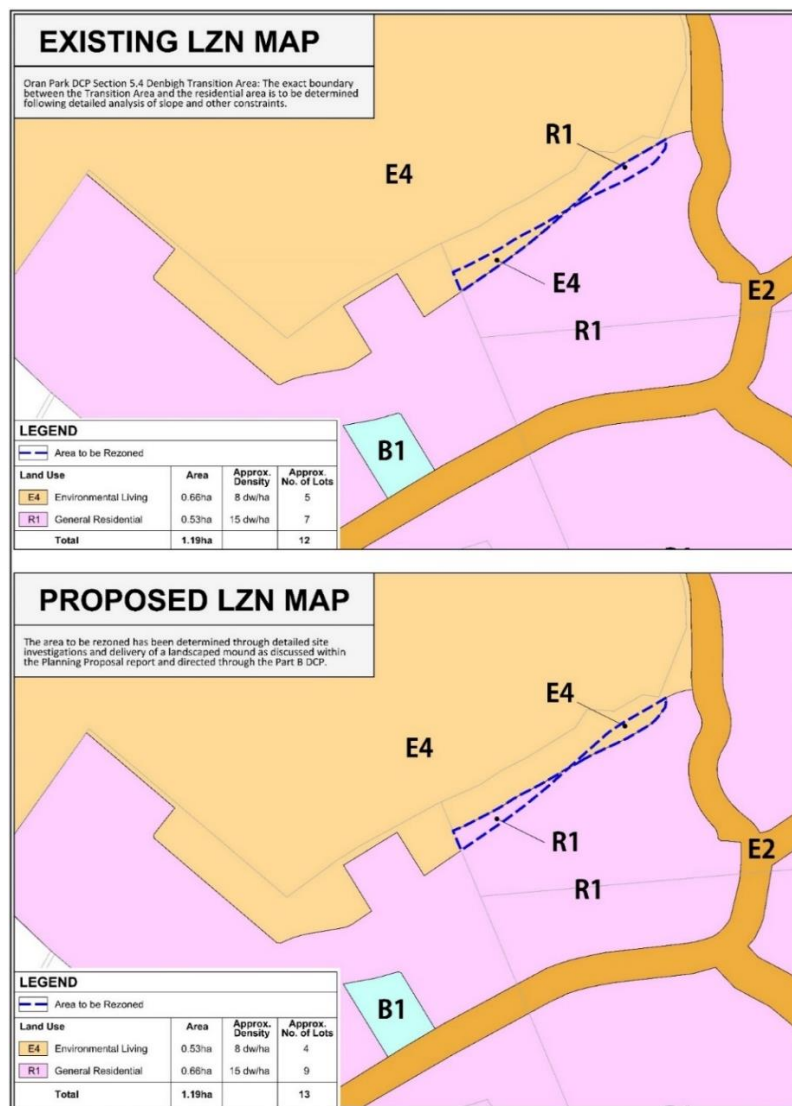 EXISTING LZN MAP
Oran Park DCP Section 5.4 Denbigh Transition Area: The exact boundary
between the Transition Area and the residential area is to be determined
following detailed analysis of slope and other constraints.
R1
E4
E4
E2
R1
B1
LEGEND
Area to be Rezoned
Land Use Area Approx. Density Approx. No. of Lots
E4 Environmental Living 0.66ha 8 dw/ha 5
R1 General Residential 0.53ha 15 dw/ha 7
Total 1.19ha 12
PROPOSED LZN MAP
The area to be rezoned has been determined through detailed site
investigations and delivery of a landscaped mound as discussed within
the Planning Proposal report and directed through the Part B DCP.
E4
E4
R1
E2
R1
B1
LEGEND
Area to be Rezoned
Land Use Area Approx. Density Approx. No. of Lots
E4 Environmental Living 0.53ha 8 dw/ha 4
R1 General Residential 0.66ha 15 dw/ha 9
Total 1.19ha 13